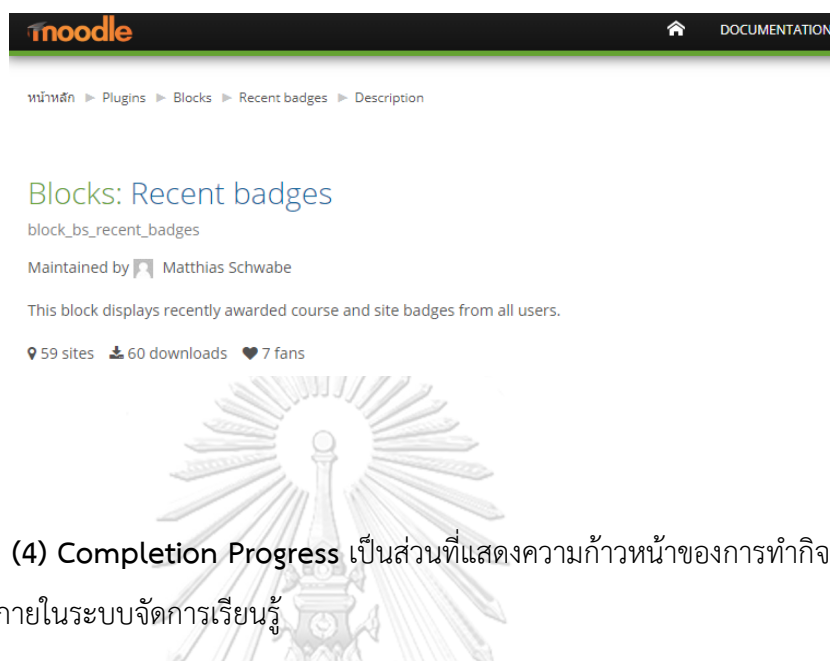 moodle
DOCUMENTATION
หน้าหลัก ► Plugins ► Blocks ► Recent badges ► Description
Blocks: Recent badges
block_bs_recent_badges
Maintained by Matthias Schwabe
This block displays recently awarded course and site badges from all users.
59 sites 60 downloads 7 fans
(4) Completion Progress เป็นส่วนที่แสดงความก้าวหน้าของการทำกิจ
ภายในระบบจัดการเรียนรู้